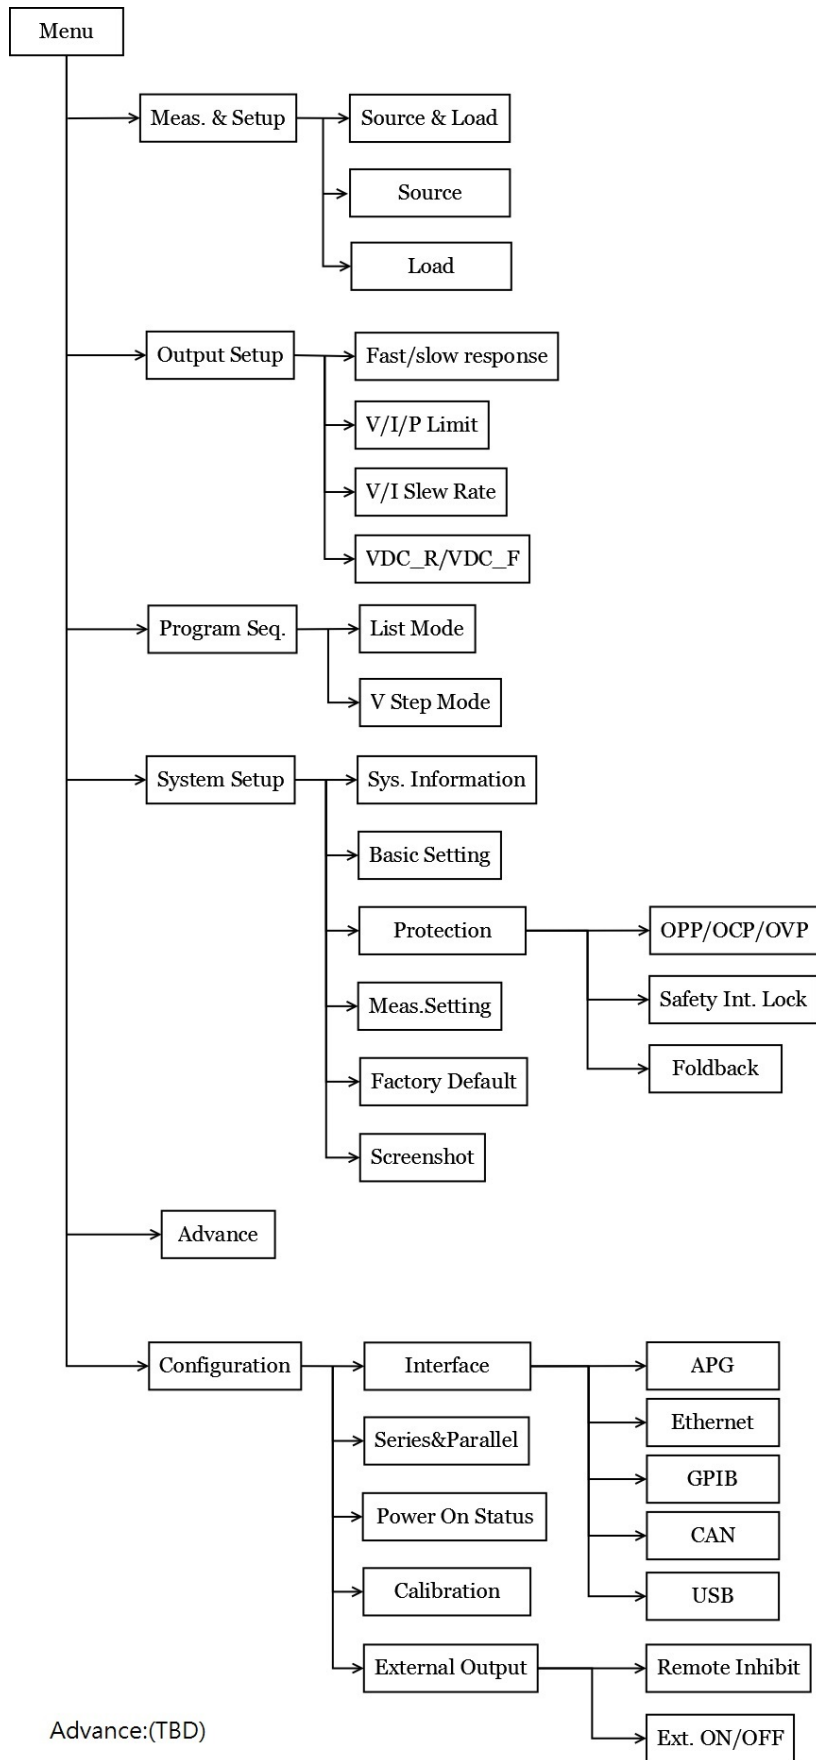 Menu
Meas. & Setup
Source & Load
Source
Load
Output Setup
Fast/slow response
V/I/P Limit
V/I Slew Rate
VDC_R/VDC_F
Program Seq.
List Mode
V Step Mode
System Setup
Sys. Information
Basic Setting
Protection
OPP/OCP/OVP
Safety Int. Lock
Foldback
Meas.Setting
Factory Default
Screenshot
Advance
Configuration
Interface
APG
Ethernet
GPIB
CAN
USB
Series&Parallel
Power On Status
Calibration
External Output
Remote Inhibit
Ext. ON/OFF
Advance:(TBD)